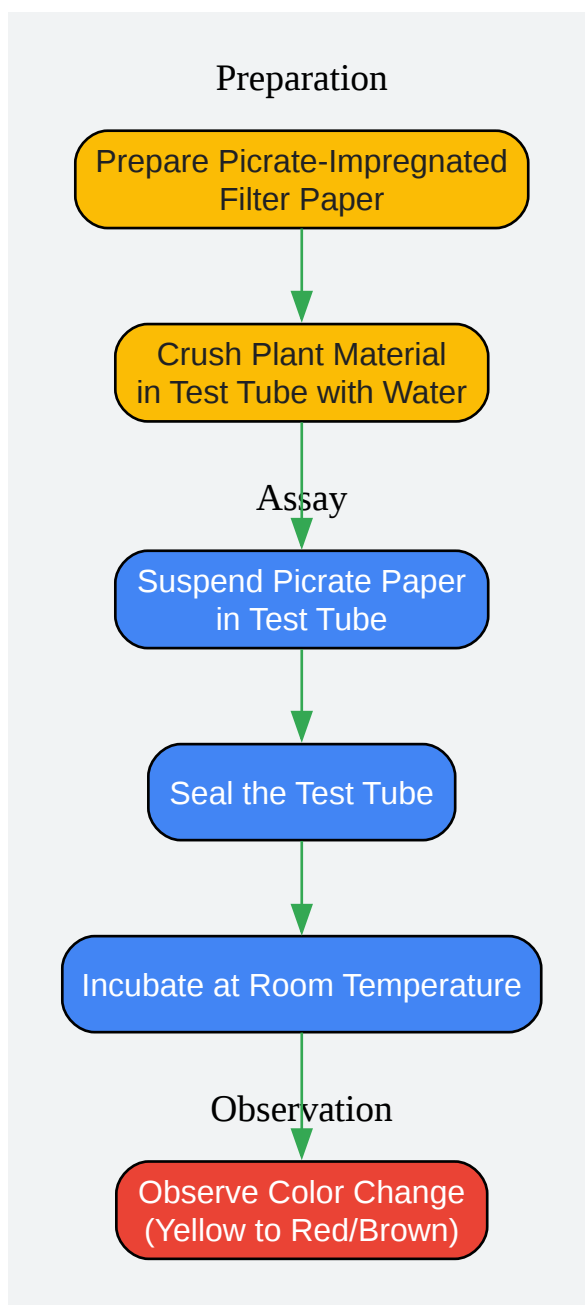 Preparation
Prepare Picrate-Impregnated
Filter Paper
Crush Plant Material
in Test Tube with Water
Assay
Suspend Picrate Paper
in Test Tube
Seal the Test Tube
Incubate at Room Temperature
Observation
Observe Color Change
(Yellow to Red/Brown)